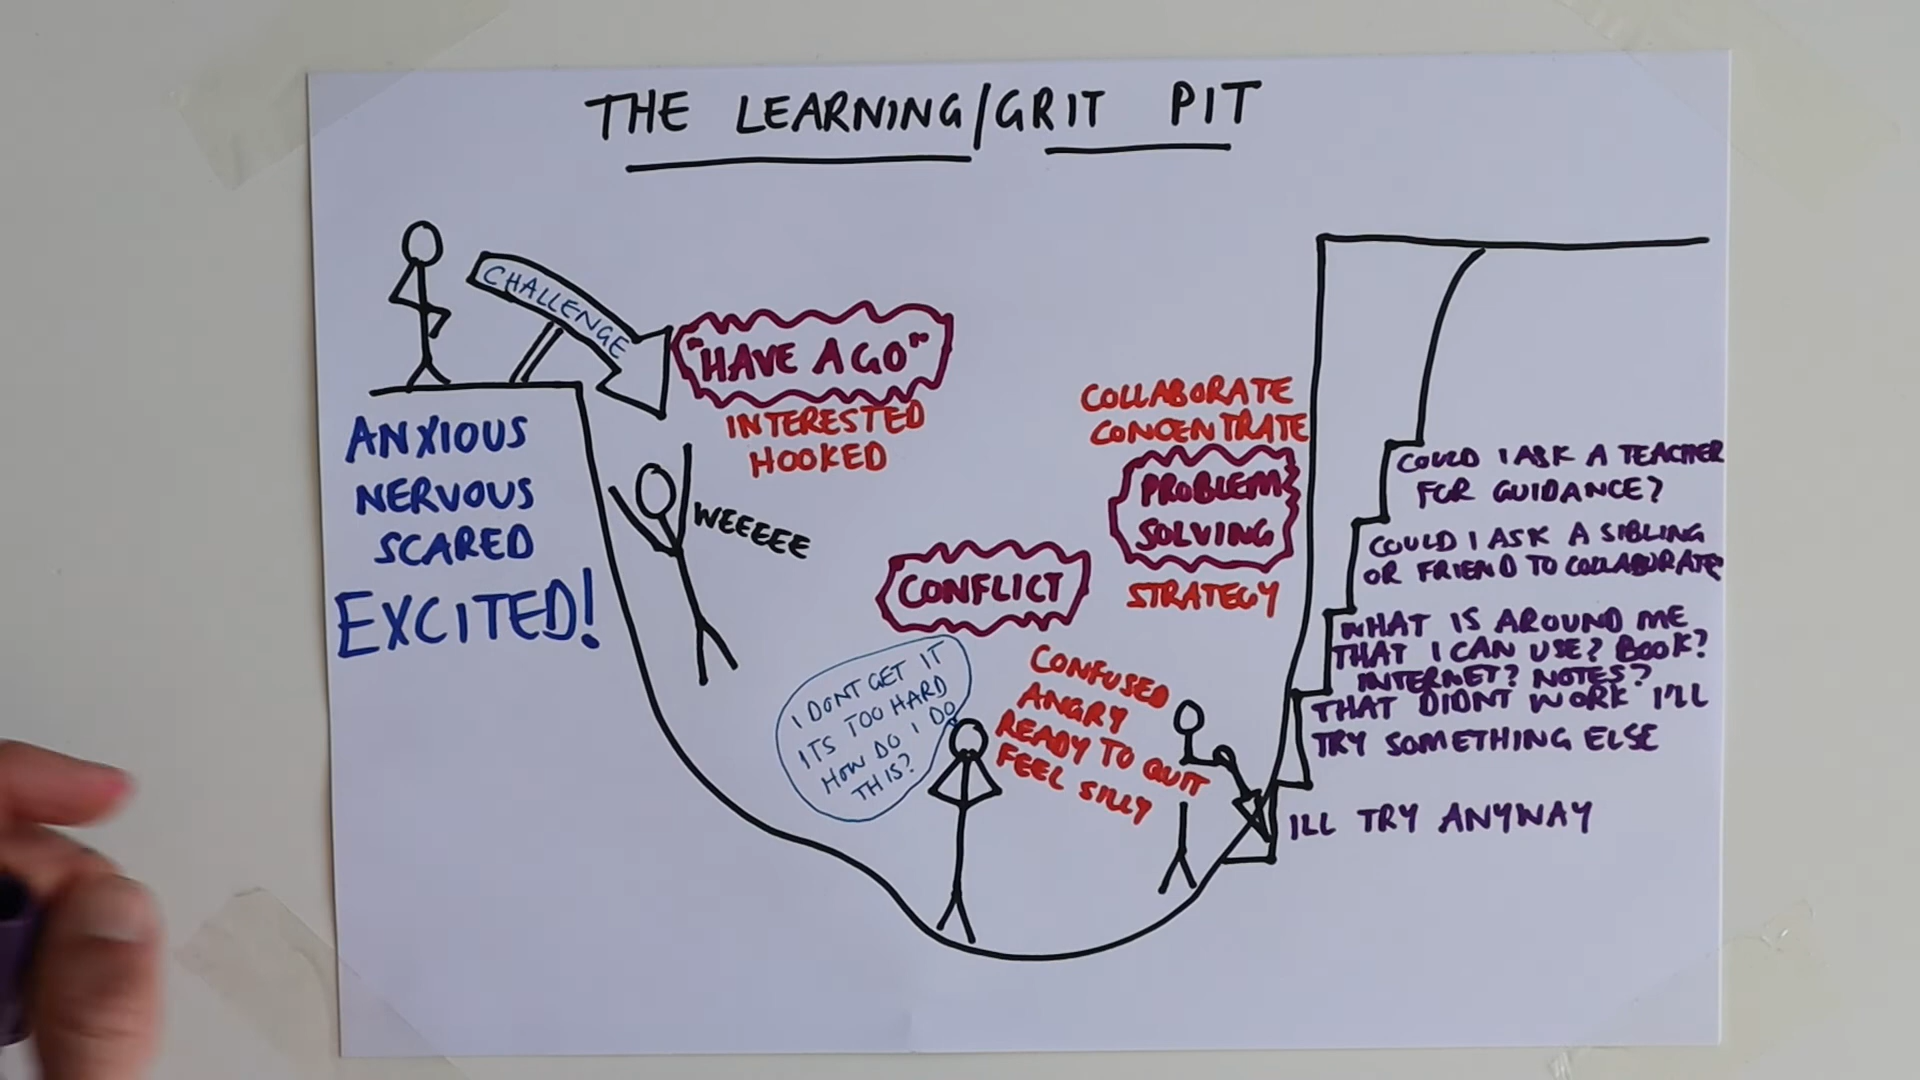 THE LEARNING/GRIT PIT
CHALLENGE
"HAVE A GO"
INTERESTED
HOOKED
ANXIOUS
NERVOUS
SCARED
EXCITED!
WEEEEE
CONFLICT
I DONT GET IT
ITS TOO HARD
HOW DO I DO
THIS?
CONFUSED
ANGRY
READY TO QUIT
FEEL SILLY
COLLABORATE
CONCENTRATE
PROBLEM
SOLVING
STRATEGY
COULD I ASK A TEACHER
FOR GUIDANCE?
COULD I ASK A SIBLING
OR FRIEND TO COLLABORATE?
WHAT IS AROUND ME
THAT I CAN USE? BOOK?
INTERNET? NOTES?
THAT DIDNT WORK I'LL
TRY SOMETHING ELSE
ILL TRY ANYWAY